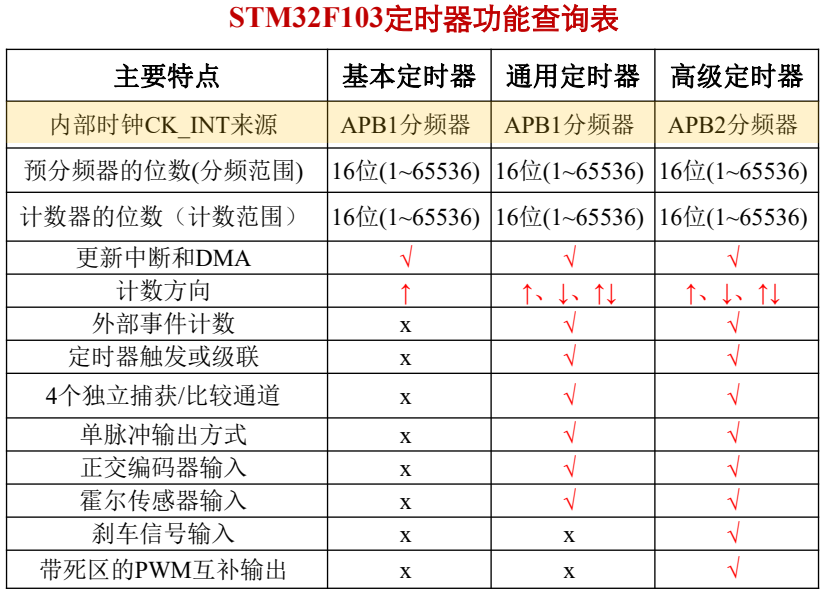 STM32F103定时器功能查询表
主要特点 基本定时器 通用定时器 高级定时器
内部时钟CK_INT来源 APB1分频器 APB1分频器 APB2分频器
预分频器的位数(分频范围) 16位(1~65536) 16位(1~65536) 16位(1~65536)
计数器的位数（计数范围） 16位(1~65536) 16位(1~65536) 16位(1~65536)
更新中断和DMA √ √ √
计数方向 ↑ ↑、↓、↑↓ ↑、↓、↑↓
外部事件计数 x √ √
定时器触发或级联 x √ √
4个独立捕获/比较通道 x √ √
单脉冲输出方式 x √ √
正交编码器输入 x √ √
霍尔传感器输入 x √ √
刹车信号输入 x x √
带死区的PWM互补输出 x x √